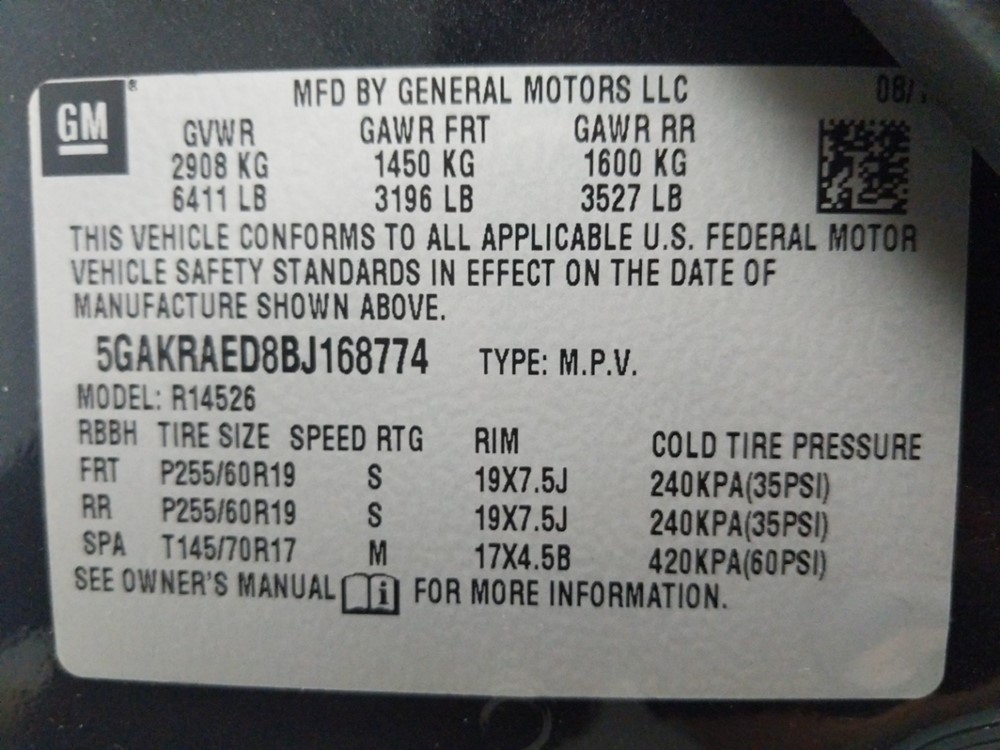 GM
MFD BY GENERAL MOTORS LLC
GVWR GAWR FRT GAWR RR
2908 KG 1450 KG 1600 KG
6411 LB 3196 LB 3527 LB
THIS VEHICLE CONFORMS TO ALL APPLICABLE U.S. FEDERAL MOTOR
VEHICLE SAFETY STANDARDS IN EFFECT ON THE DATE OF
MANUFACTURE SHOWN ABOVE.
5GAKRAED8BJ168774 TYPE: M.P.V.
MODEL: R14526
RBBH TIRE SIZE SPEED RTG RIM COLD TIRE PRESSURE
FRT P255/60R19 S 19X7.5J 240KPA(35PSI)
RR P255/60R19 S 19X7.5J 240KPA(35PSI)
SPA T145/70R17 M 17X4.5B 420KPA(60PSI)
SEE OWNER'S MANUAL i FOR MORE INFORMATION.